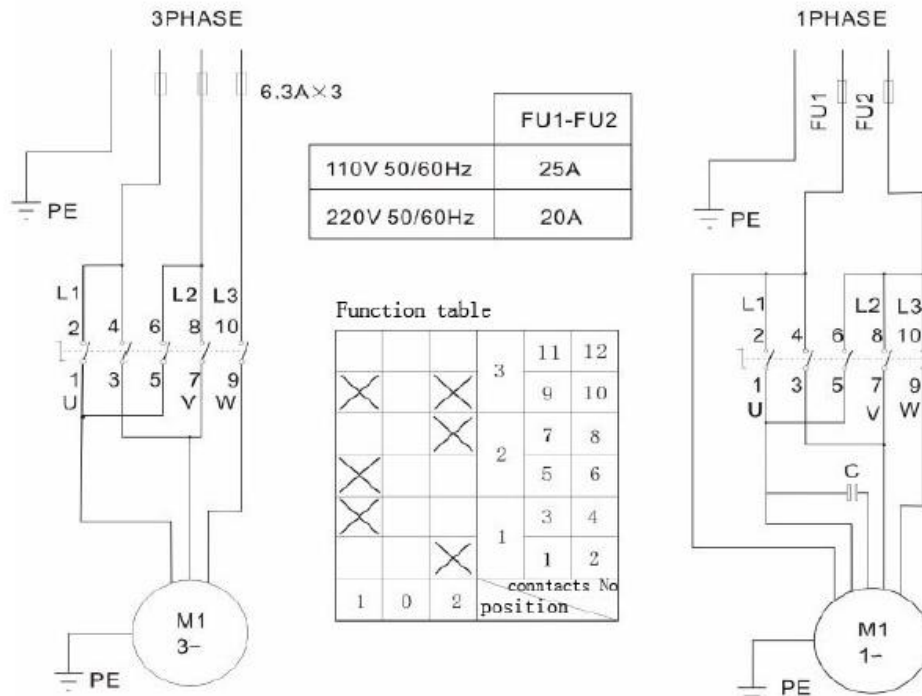 3PHASE
6.3A×3
PE
L1
L2 L3
2 4 6 8 10
1 3 5 7 9
U V W
M1
3~
PE
FU1-FU2
110V 50/60Hz 25A
220V 50/60Hz 20A
Function table
3 11 12
9 10
2 7 8
5 6
1 3 4
1 2
conntacts No
1 0 2 position
1PHASE
FU1 FU2
PE
L1 L2 L3
2 4 6 8 10
1 3 5 7 9
U V W
C
M1
1~
PE